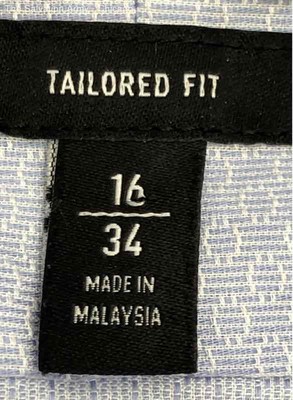 TAILORED FIT
16
34
MADE IN
MALAYSIA